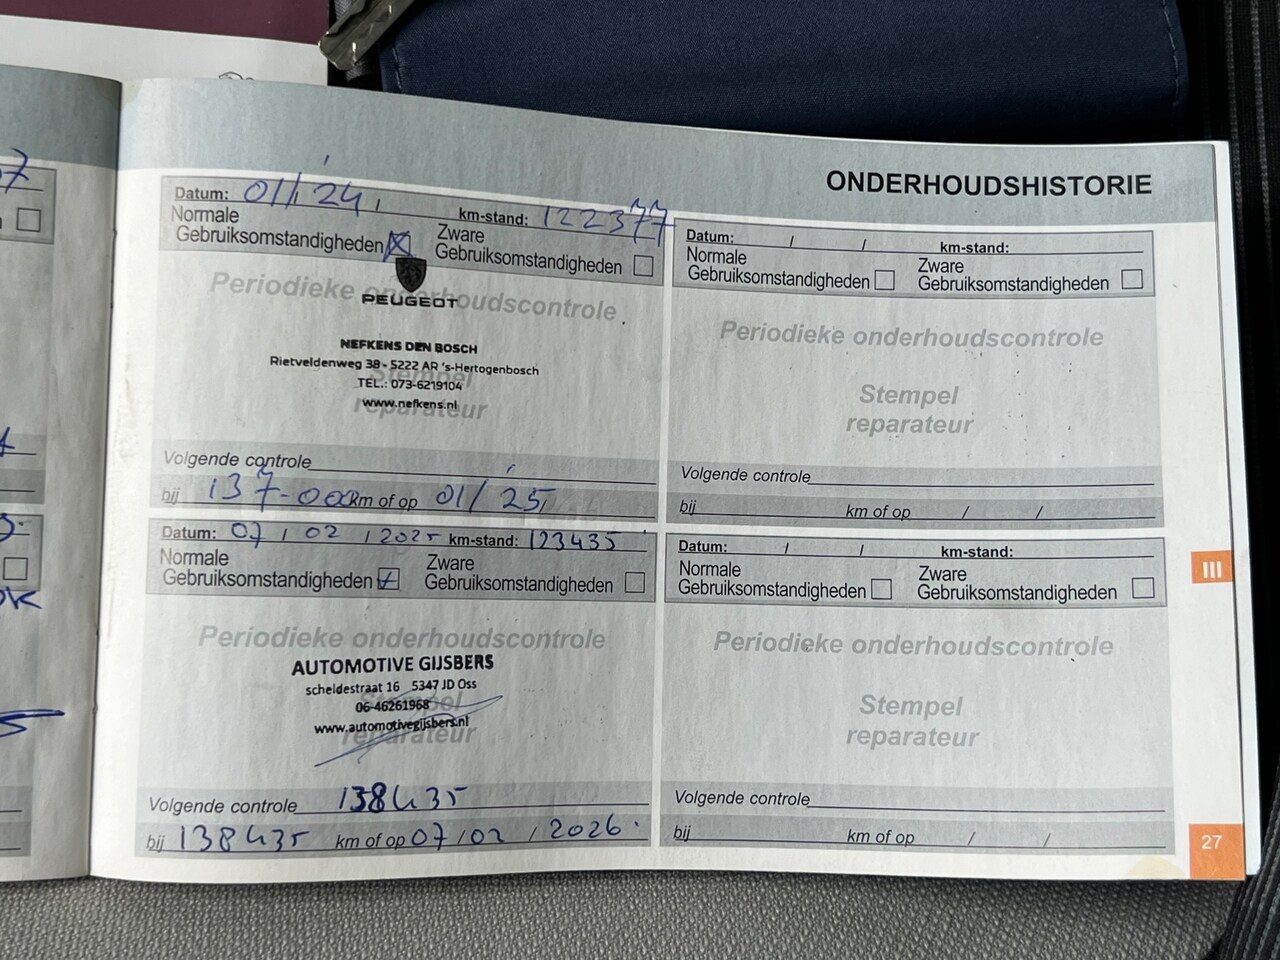 ONDERHOUDSHISTORIE
Datum: 01/'24, km-stand: 122377
Normale Gebruiksomstandigheden
Zware Gebruiksomstandigheden
Periodieke onderhoudscontrole
PEUGEOT
NEFKENS DEN BOSCH
Rietveldenweg 38 - 5222 AR 's-Hertogenbosch
TEL.: 073-6219104
www.nefkens.nl
Stempel
reparateur
Volgende controle
bij 137-000 km of op 01/'25
Datum: 07 / 02 / 2025 km-stand: 123435
Normale Gebruiksomstandigheden
Zware Gebruiksomstandigheden
Periodieke onderhoudscontrole
AUTOMOTIVE GIJSBERS
scheldestraat 16 5347 JD Oss
06-46261968
www.automotivegijsbers.nl
Stempel
reparateur
Volgende controle 138435
bij 138435 km of op 07/02/2026.
Datum: / / km-stand:
Normale Gebruiksomstandigheden
Zware Gebruiksomstandigheden
Periodieke onderhoudscontrole
Stempel
reparateur
Volgende controle
bij km of op / /
Datum: / / km-stand:
Normale Gebruiksomstandigheden
Zware Gebruiksomstandigheden
Periodieke onderhoudscontrole
Stempel
reparateur
Volgende controle
bij km of op / /
III
27